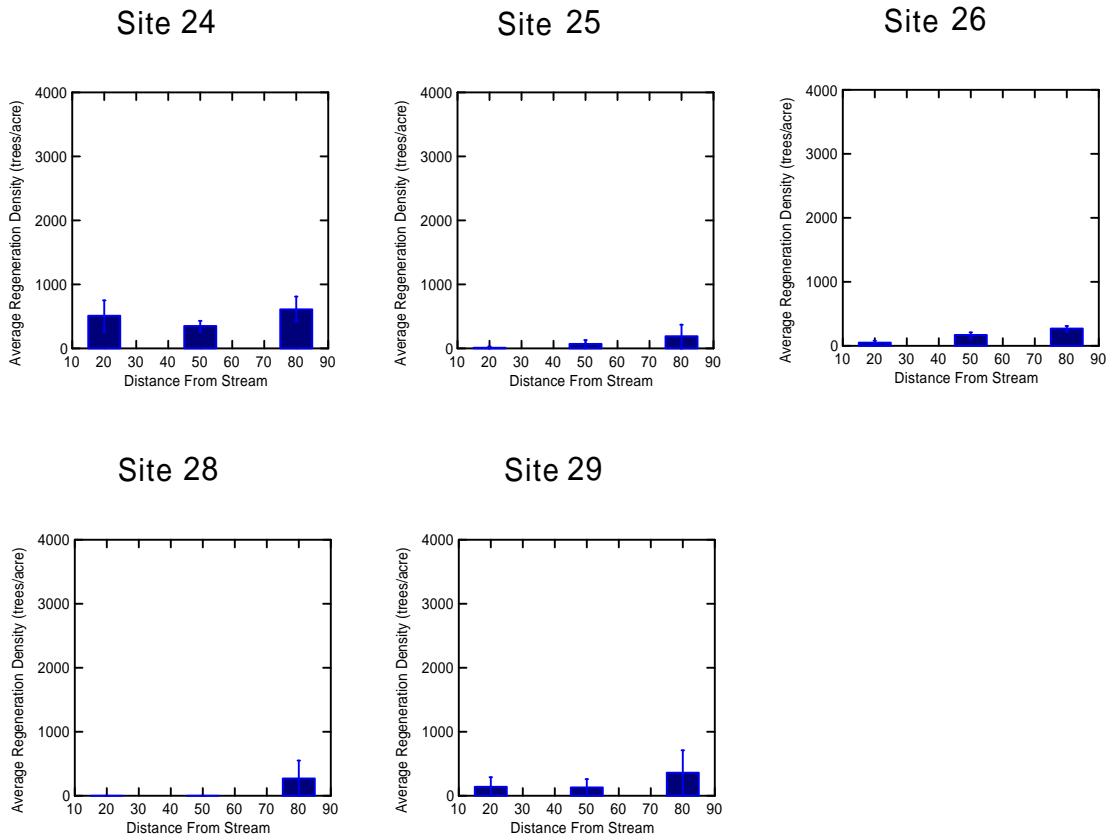 Site 24
Average Regeneration Density (trees/acre)
4000
3000
2000
1000
0
10 20 30 40 50 60 70 80 90
Distance From Stream
Site 25
Average Regeneration Density (trees/acre)
4000
3000
2000
1000
0
10 20 30 40 50 60 70 80 90
Distance From Stream
Site 26
Average Regeneration Density (trees/acre)
4000
3000
2000
1000
0
10 20 30 40 50 60 70 80 90
Distance From Stream
Site 28
Average Regeneration Density (trees/acre)
4000
3000
2000
1000
0
10 20 30 40 50 60 70 80 90
Distance From Stream
Site 29
Average Regeneration Density (trees/acre)
4000
3000
2000
1000
0
10 20 30 40 50 60 70 80 90
Distance From Stream